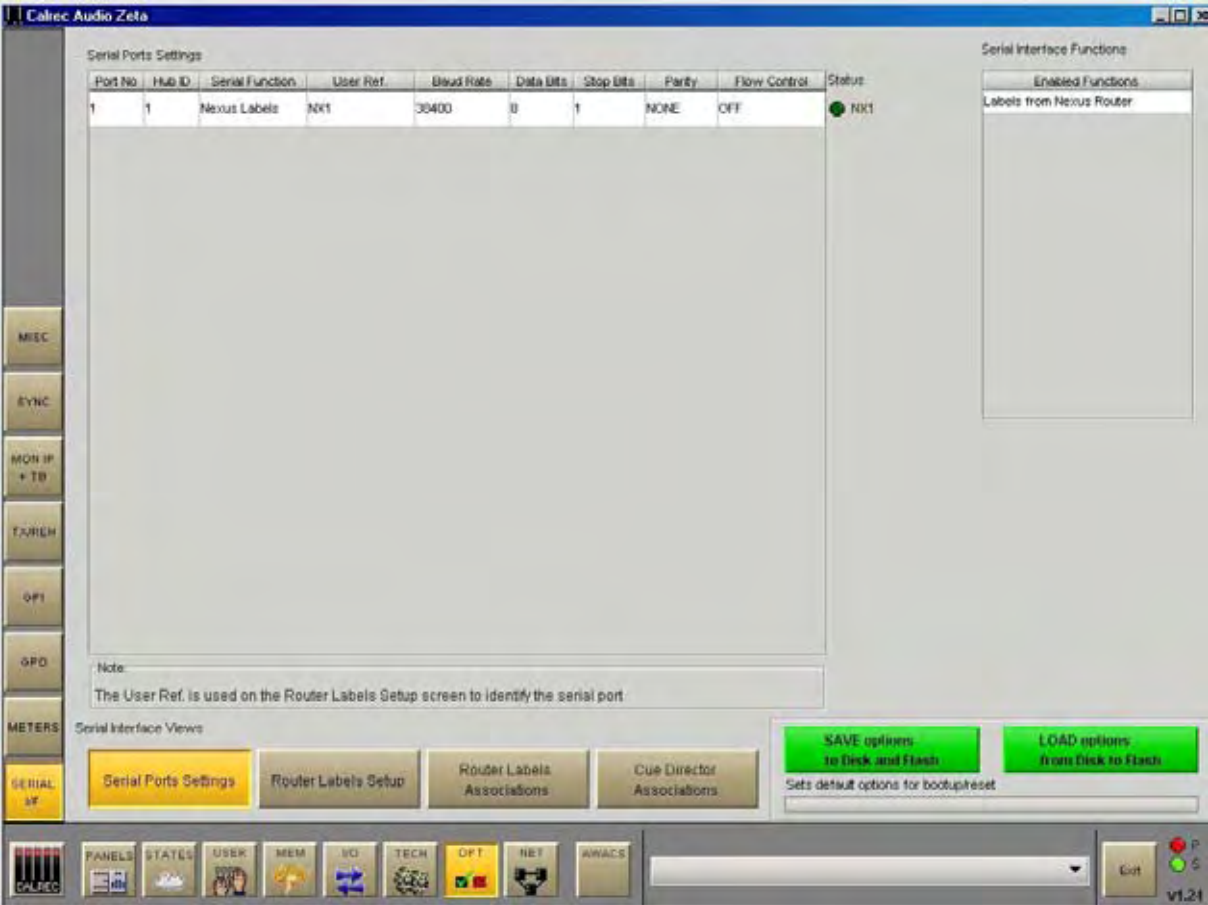 Calrec Audio Zeta
Serial Ports Settings
Port No Hub ID Serial Function User Ref. Baud Rate Data Bits Stop Bits Parity Flow Control Status
1 1 Nexus Labels NX1 38400 8 1 NONE OFF NX1
Serial Interface Functions
Enabled Functions
Labels from Nexus Router
MISC
SYNC
MON IP
+ TB
TX/REH
GPI
GPO
METERS
SERIAL
I/F
Note:
The User Ref. is used on the Router Labels Setup screen to identify the serial port
Serial Interface Views
Serial Ports Settings
Router Labels Setup
Router Labels
Associations
Cue Director
Associations
SAVE options
to Disk and Flash
LOAD options
from Disk to Flash
Sets default options for bootup/reset
CALREC
PANELS
STATES
USER
MEM
I/O
TECH
OPT
NET
AWACS
Exit
P
S
v1.21